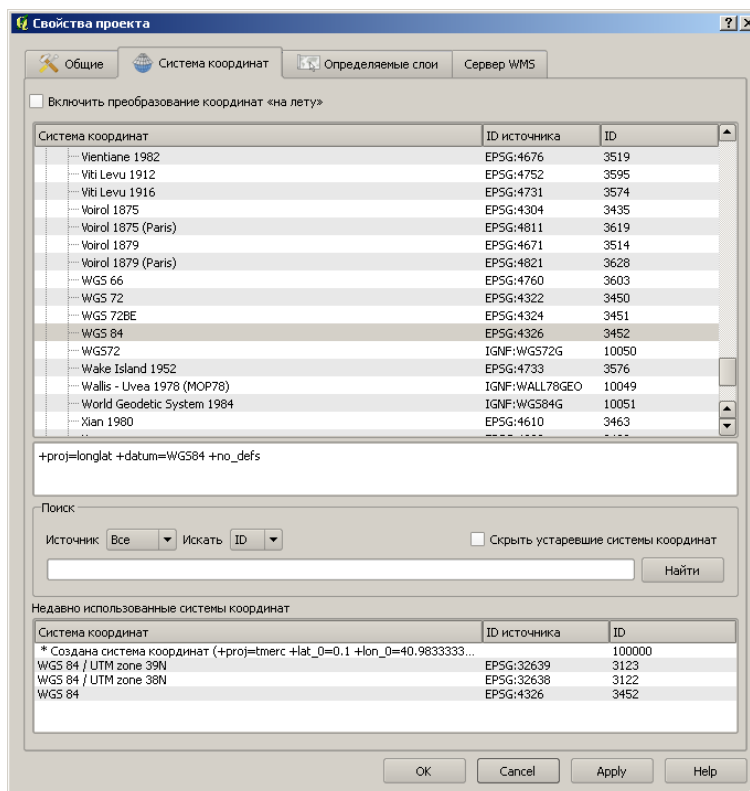 Свойства проекта
Общие Система координат Определяемые слои Сервер WMS
Включить преобразование координат «на лету»
Система координат ID источника ID
Vientiane 1982 EPSG:4676 3519
Viti Levu 1912 EPSG:4752 3595
Viti Levu 1916 EPSG:4731 3574
Voirol 1875 EPSG:4304 3435
Voirol 1875 (Paris) EPSG:4811 3619
Voirol 1879 EPSG:4671 3514
Voirol 1879 (Paris) EPSG:4821 3628
WGS 66 EPSG:4760 3603
WGS 72 EPSG:4322 3450
WGS 72BE EPSG:4324 3451
WGS 84 EPSG:4326 3452
WGS72 IGNF:WGS72G 10050
Wake Island 1952 EPSG:4733 3576
Wallis - Uvea 1978 (MOP78) IGNF:WALL78GEO 10049
World Geodetic System 1984 IGNF:WGS84G 10051
Xian 1980 EPSG:4610 3463
+proj=longlat +datum=WGS84 +no_defs
Поиск
Источник Все Искать ID Скрыть устаревшие системы координат
Найти
Недавно использованные системы координат
Система координат ID источника ID
* Создана система координат (+proj=tmerc +lat_0=0.1 +lon_0=40.9833333... 100000
WGS 84 / UTM zone 39N EPSG:32639 3123
WGS 84 / UTM zone 38N EPSG:32638 3122
WGS 84 EPSG:4326 3452
OK Cancel Apply Help